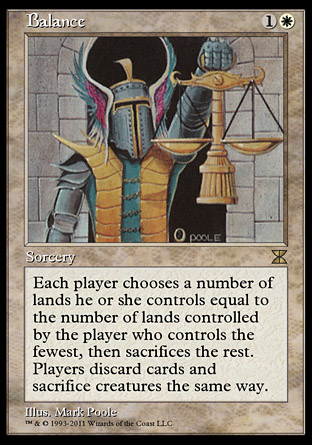 Balance 1
POOLE
Sorcery
Each player chooses a number of
lands he or she controls equal to
the number of lands controlled
by the player who controls the
fewest, then sacrifices the rest.
Players discard cards and
sacrifice creatures the same way.
Illus. Mark Poole
™ & © 1993-2011 Wizards of the Coast LLC